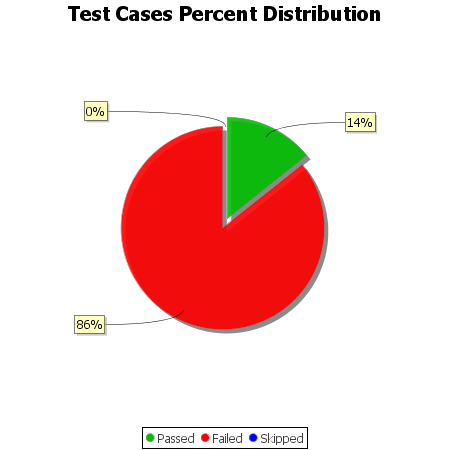 Test Cases Percent Distribution
0%
14%
86%
Passed Failed Skipped